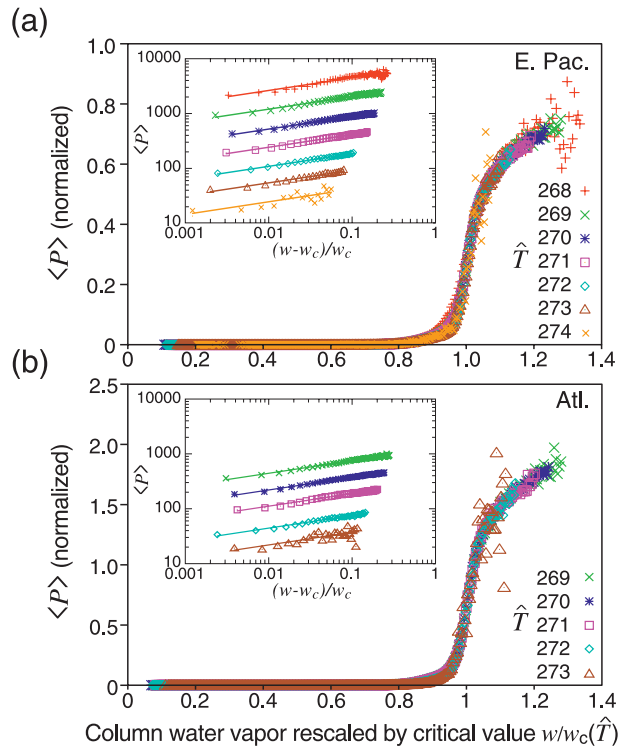 (a)
E. Pac.
⟨P⟩ (normalized)
1.0
0.8
0.6
0.4
0.2
0
0 0.2 0.4 0.6 0.8 1.0 1.2 1.4
⟨P⟩
10000
1000
100
10
0.001 0.01 0.1 1
(w-w_c)/w_c
T̂
268
269
270
271
272
273
274
(b)
Atl.
⟨P⟩ (normalized)
2.5
2.0
1.5
1.0
0.5
0
0 0.2 0.4 0.6 0.8 1.0 1.2 1.4
⟨P⟩
10000
1000
100
10
0.001 0.01 0.1 1
(w-w_c)/w_c
T̂
269
270
271
272
273
Column water vapor rescaled by critical value w/w_c(T̂)